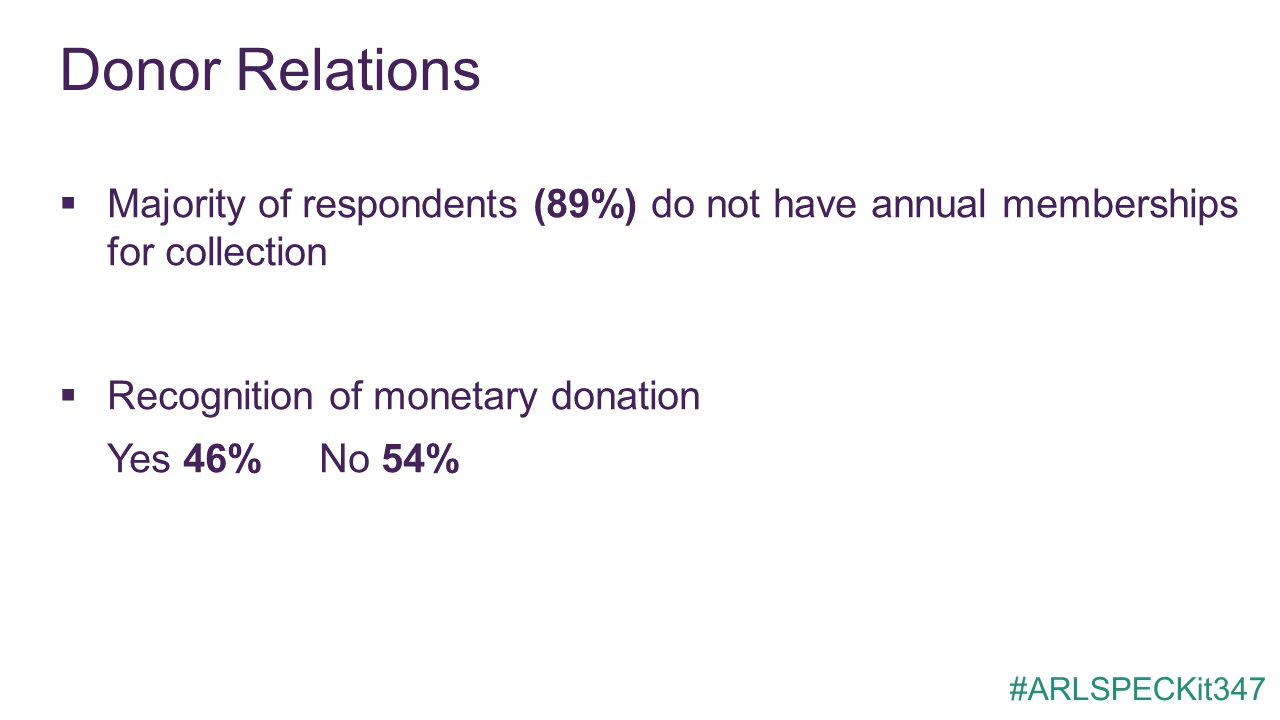 Donor Relations
▪ Majority of respondents (89%) do not have annual memberships
for collection
▪ Recognition of monetary donation
Yes 46% No 54%
#ARLSPECKit347